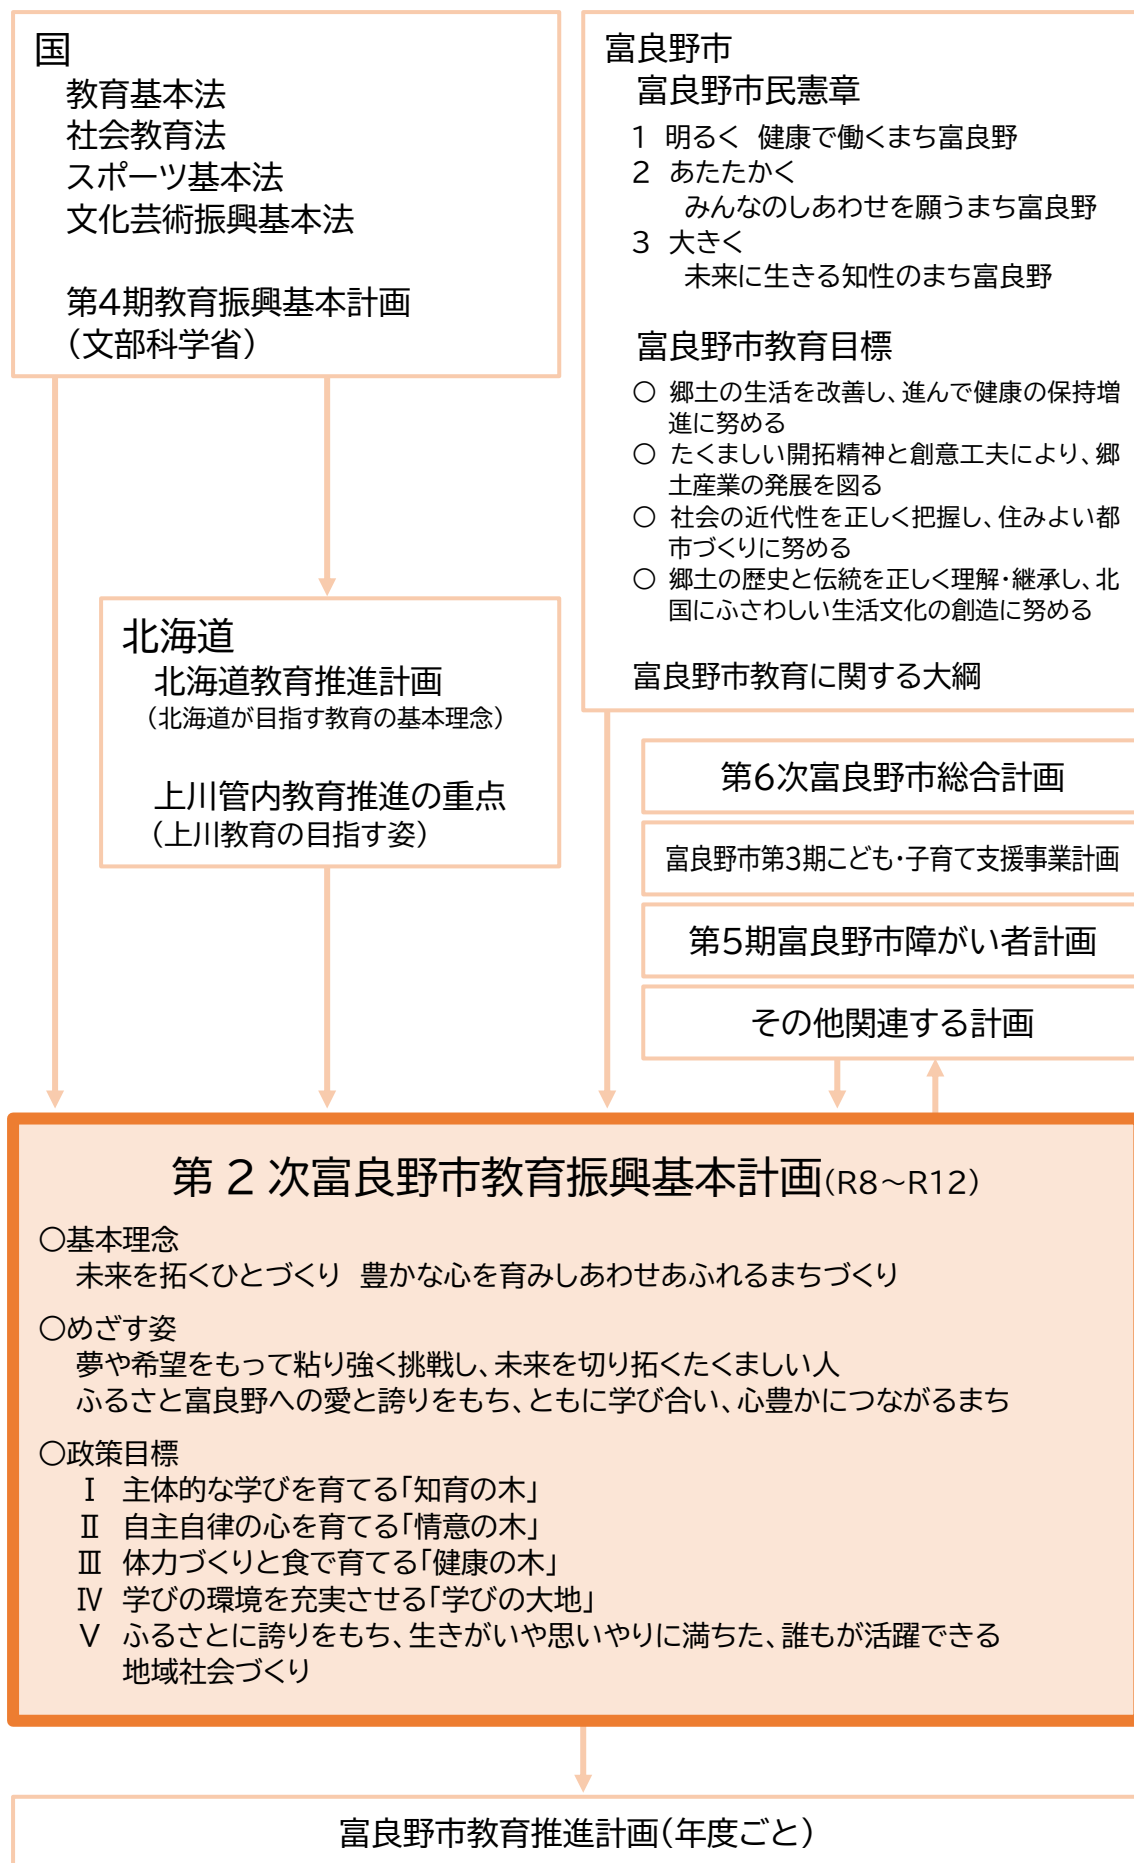 国
教育基本法
社会教育法
スポーツ基本法
文化芸術振興基本法
第4期教育振興基本計画
（文部科学省）
富良野市
富良野市民憲章
1 明るく 健康で働くまち富良野
2 あたたかく
みんなのしあわせを願うまち富良野
3 大きく
未来に生きる知性のまち富良野
富良野市教育目標
○ 郷土の生活を改善し、進んで健康の保持増
進に努める
○ たくましい開拓精神と創意工夫により、郷
土産業の発展を図る
○ 社会の近代性を正しく把握し、住みよい都
市づくりに努める
○ 郷土の歴史と伝統を正しく理解・継承し、北
国にふさわしい生活文化の創造に努める
富良野市教育に関する大綱
北海道
北海道教育推進計画
（北海道が目指す教育の基本理念）
上川管内教育推進の重点
（上川教育の目指す姿）
第6次富良野市総合計画
富良野市第3期こども・子育て支援事業計画
第5期富良野市障がい者計画
その他関連する計画
第2次富良野市教育振興基本計画（R8～R12）
○基本理念
未来を拓くひとづくり 豊かな心を育みしあわせあふれるまちづくり
○めざす姿
夢や希望をもって粘り強く挑戦し、未来を切り拓くたくましい人
ふるさと富良野への愛と誇りをもち、ともに学び合い、心豊かにつながるまち
○政策目標
Ⅰ 主体的な学びを育てる「知育の木」
Ⅱ 自主自律の心を育てる「情意の木」
Ⅲ 体力づくりと食で育てる「健康の木」
Ⅳ 学びの環境を充実させる「学びの大地」
Ⅴ ふるさとに誇りをもち、生きがいや思いやりに満ちた、誰もが活躍できる
地域社会づくり
富良野市教育推進計画（年度ごと）